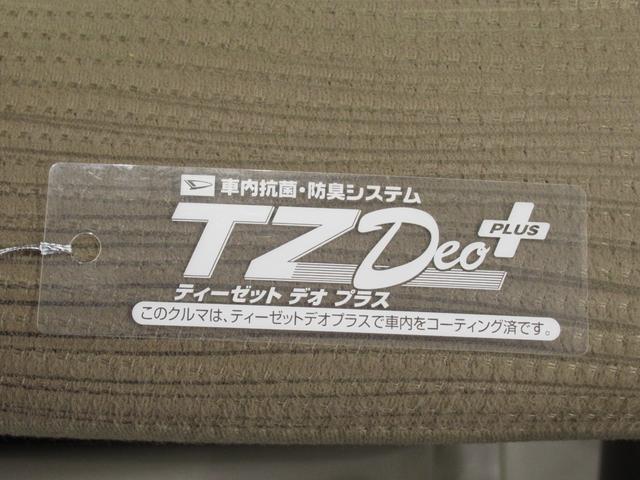 車内抗菌・防臭システム
TZ Deo PLUS
ティーゼット デオ プラス
このクルマは、ティーゼットデオプラスで車内をコーティング済です。